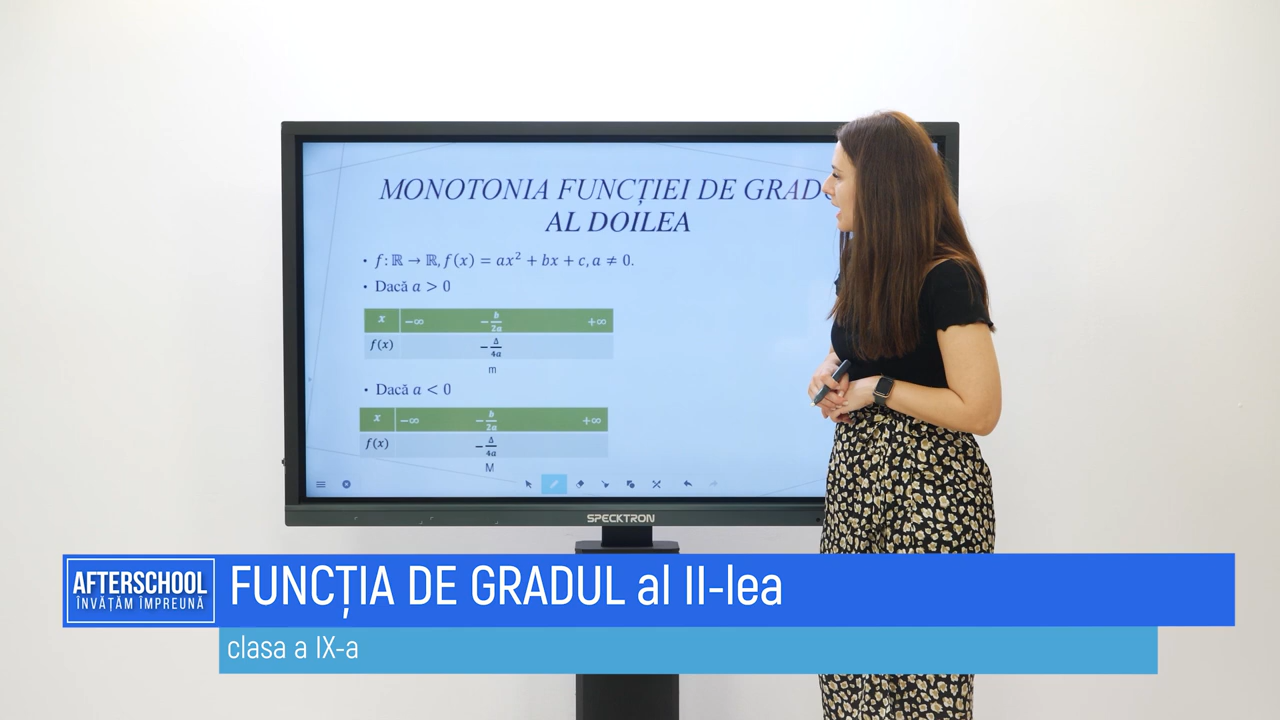 MONOTONIA FUNCȚIEI DE GRAD
AL DOILEA
• f: ℝ → ℝ, f(x) = ax² + bx + c, a ≠ 0.
• Dacă a > 0
x −∞ −b/2a +∞
f(x) −Δ/4a
m
• Dacă a < 0
x −∞ −b/2a +∞
f(x) −Δ/4a
M
SPECKTRON
AFTERSCHOOL
ÎNVĂȚĂM ÎMPREUNĂ
FUNCȚIA DE GRADUL al II-lea
clasa a IX-a